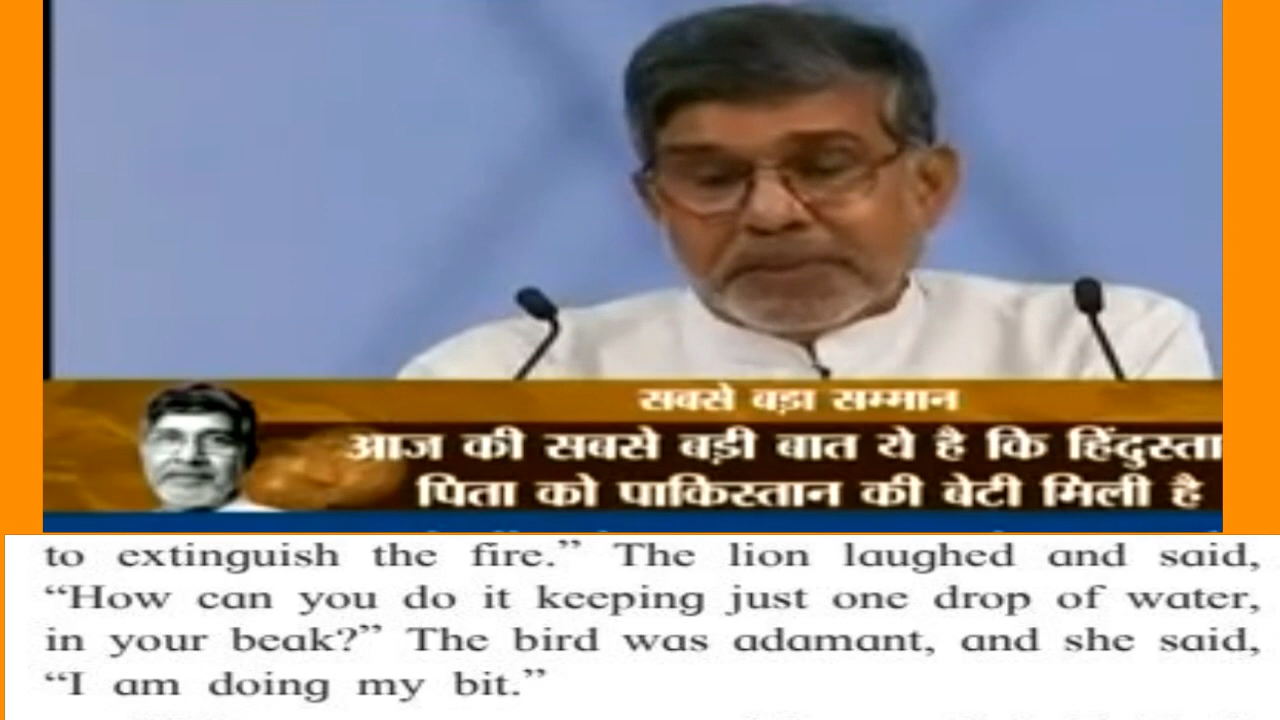 सबसे बड़ा सम्मान
आज की सबसे बड़ी बात ये है कि हिंदुस्ता
पिता को पाकिस्तान की बेटी मिली है
to extinguish the fire.” The lion laughed and said,
“How can you do it keeping just one drop of water,
in your beak?” The bird was adamant, and she said,
“I am doing my bit.”